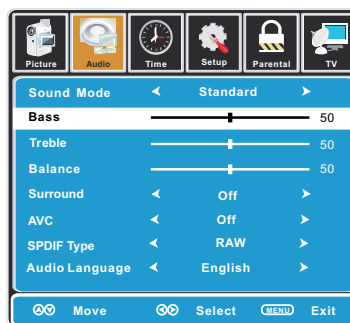 Picture Audio Time Setup Parental TV
Sound Mode Standard
Bass 50
Treble 50
Balance 50
Surround Off
AVC Off
SPDIF Type RAW
Audio Language English
Move Select MENU Exit